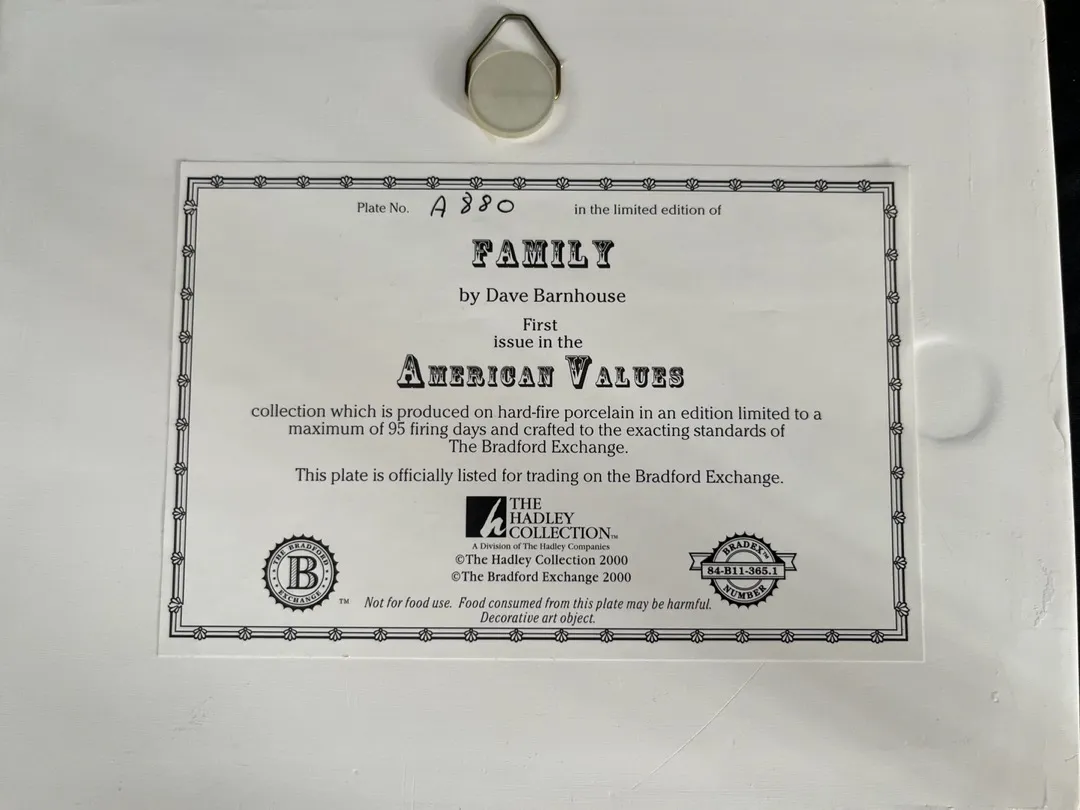 Plate No. A 880 in the limited edition of
FAMILY
by Dave Barnhouse
First
issue in the
AMERICAN VALUES
collection which is produced on hard-fire porcelain in an edition limited to a
maximum of 95 firing days and crafted to the exacting standards of
The Bradford Exchange.
This plate is officially listed for trading on the Bradford Exchange.
h THE
HADLEY
COLLECTION™
A Division of The Hadley Companies
©The Hadley Collection 2000
©The Bradford Exchange 2000
THE BRADFORD
B
EXCHANGE
™
BRADEX™
84-B11-365.1
NUMBER
Not for food use. Food consumed from this plate may be harmful.
Decorative art object.